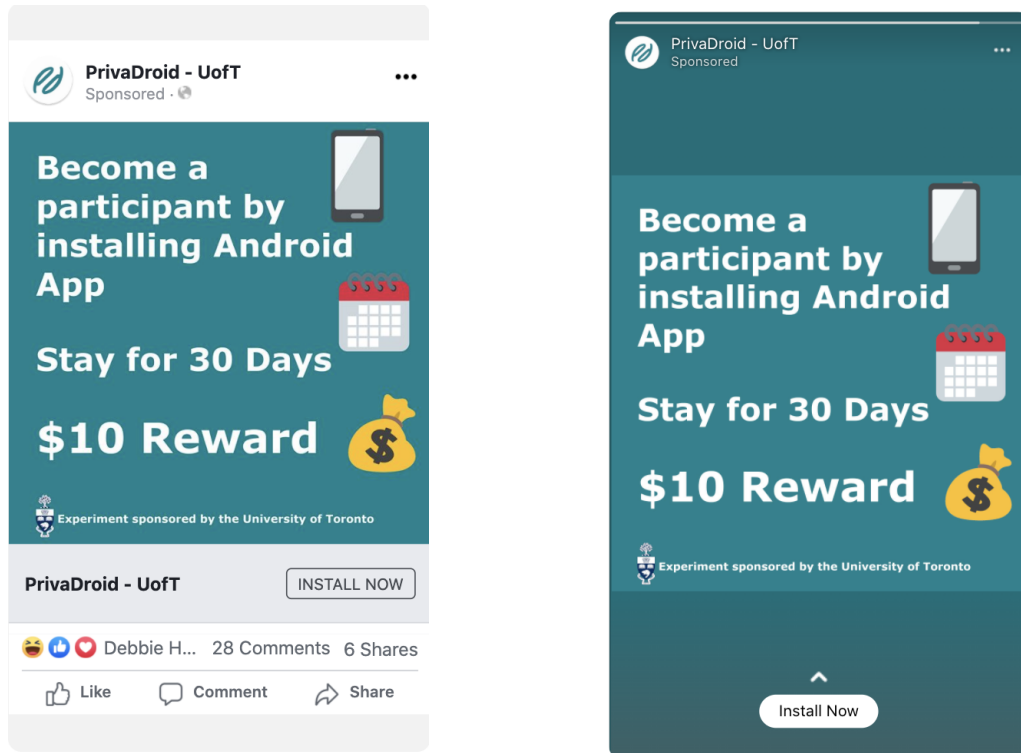 PrivaDroid - UofT
Sponsored ·
Become a
participant by
installing Android
App
Stay for 30 Days
$10 Reward
$
Experiment sponsored by the University of Toronto
PrivaDroid - UofT
INSTALL NOW
Debbie H... 28 Comments 6 Shares
Like Comment Share
PrivaDroid - UofT
Sponsored
Become a
participant by
installing Android
App
Stay for 30 Days
$10 Reward
$
Experiment sponsored by the University of Toronto
Install Now